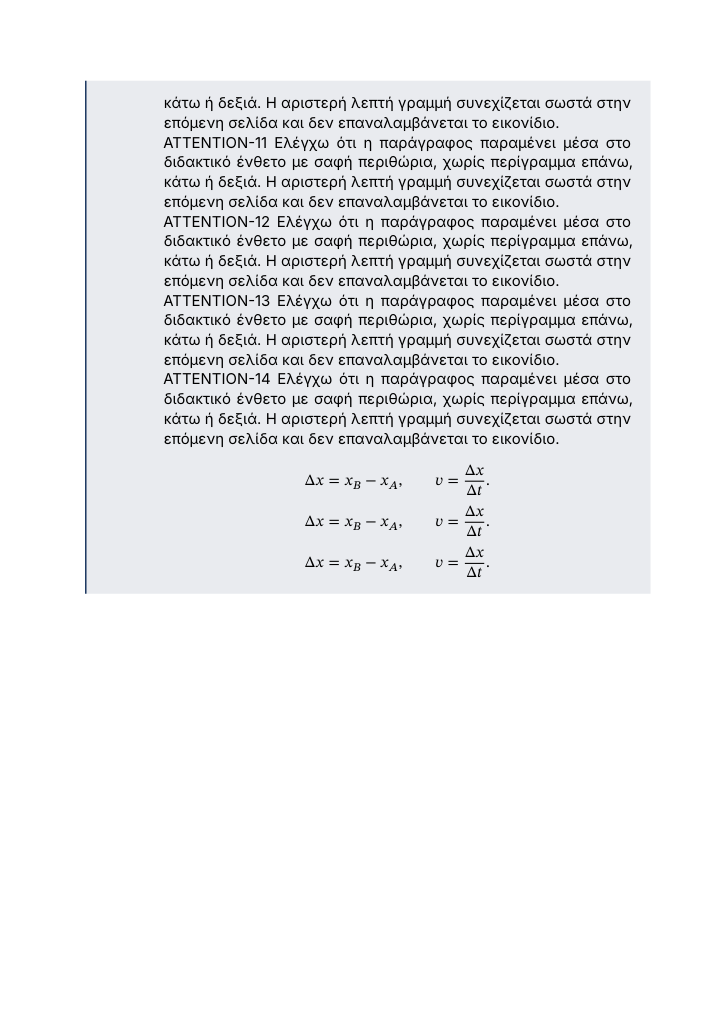 κάτω ή δεξιά. Η αριστερή λεπτή γραμμή συνεχίζεται σωστά στην
επόμενη σελίδα και δεν επαναλαμβάνεται το εικονίδιο.
ATTENTION-11 Ελέγχω ότι η παράγραφος παραμένει μέσα στο
διδακτικό ένθετο με σαφή περιθώρια, χωρίς περίγραμμα επάνω,
κάτω ή δεξιά. Η αριστερή λεπτή γραμμή συνεχίζεται σωστά στην
επόμενη σελίδα και δεν επαναλαμβάνεται το εικονίδιο.
ATTENTION-12 Ελέγχω ότι η παράγραφος παραμένει μέσα στο
διδακτικό ένθετο με σαφή περιθώρια, χωρίς περίγραμμα επάνω,
κάτω ή δεξιά. Η αριστερή λεπτή γραμμή συνεχίζεται σωστά στην
επόμενη σελίδα και δεν επαναλαμβάνεται το εικονίδιο.
ATTENTION-13 Ελέγχω ότι η παράγραφος παραμένει μέσα στο
διδακτικό ένθετο με σαφή περιθώρια, χωρίς περίγραμμα επάνω,
κάτω ή δεξιά. Η αριστερή λεπτή γραμμή συνεχίζεται σωστά στην
επόμενη σελίδα και δεν επαναλαμβάνεται το εικονίδιο.
ATTENTION-14 Ελέγχω ότι η παράγραφος παραμένει μέσα στο
διδακτικό ένθετο με σαφή περιθώρια, χωρίς περίγραμμα επάνω,
κάτω ή δεξιά. Η αριστερή λεπτή γραμμή συνεχίζεται σωστά στην
επόμενη σελίδα και δεν επαναλαμβάνεται το εικονίδιο.
Δx = x_B − x_A, υ = Δx/Δt.
Δx = x_B − x_A, υ = Δx/Δt.
Δx = x_B − x_A, υ = Δx/Δt.